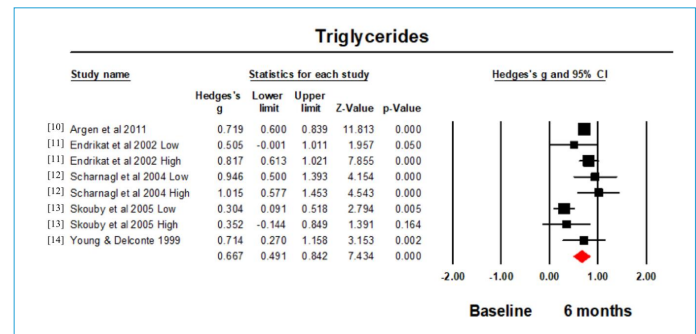 Triglycerides
Study name Statistics for each study Hedges's g and 95% CI
Hedges's g Lower limit Upper limit Z-Value p-Value
[10] Argen et al 2011 0.719 0.600 0.839 11.813 0.000
[11] Endrikat et al 2002 Low 0.505 -0.001 1.011 1.957 0.050
[11] Endrikat et al 2002 High 0.817 0.613 1.021 7.855 0.000
[12] Scharnagl et al 2004 Low 0.946 0.500 1.393 4.154 0.000
[12] Scharnagl et al 2004 High 1.015 0.577 1.453 4.543 0.000
[13] Skouby et al 2005 Low 0.304 0.091 0.518 2.794 0.005
[13] Skouby et al 2005 High 0.352 -0.144 0.849 1.391 0.164
[14] Young & Delconte 1999 0.714 0.270 1.158 3.153 0.002
0.667 0.491 0.842 7.434 0.000
-2.00 -1.00 0.00 1.00 2.00
Baseline 6 months